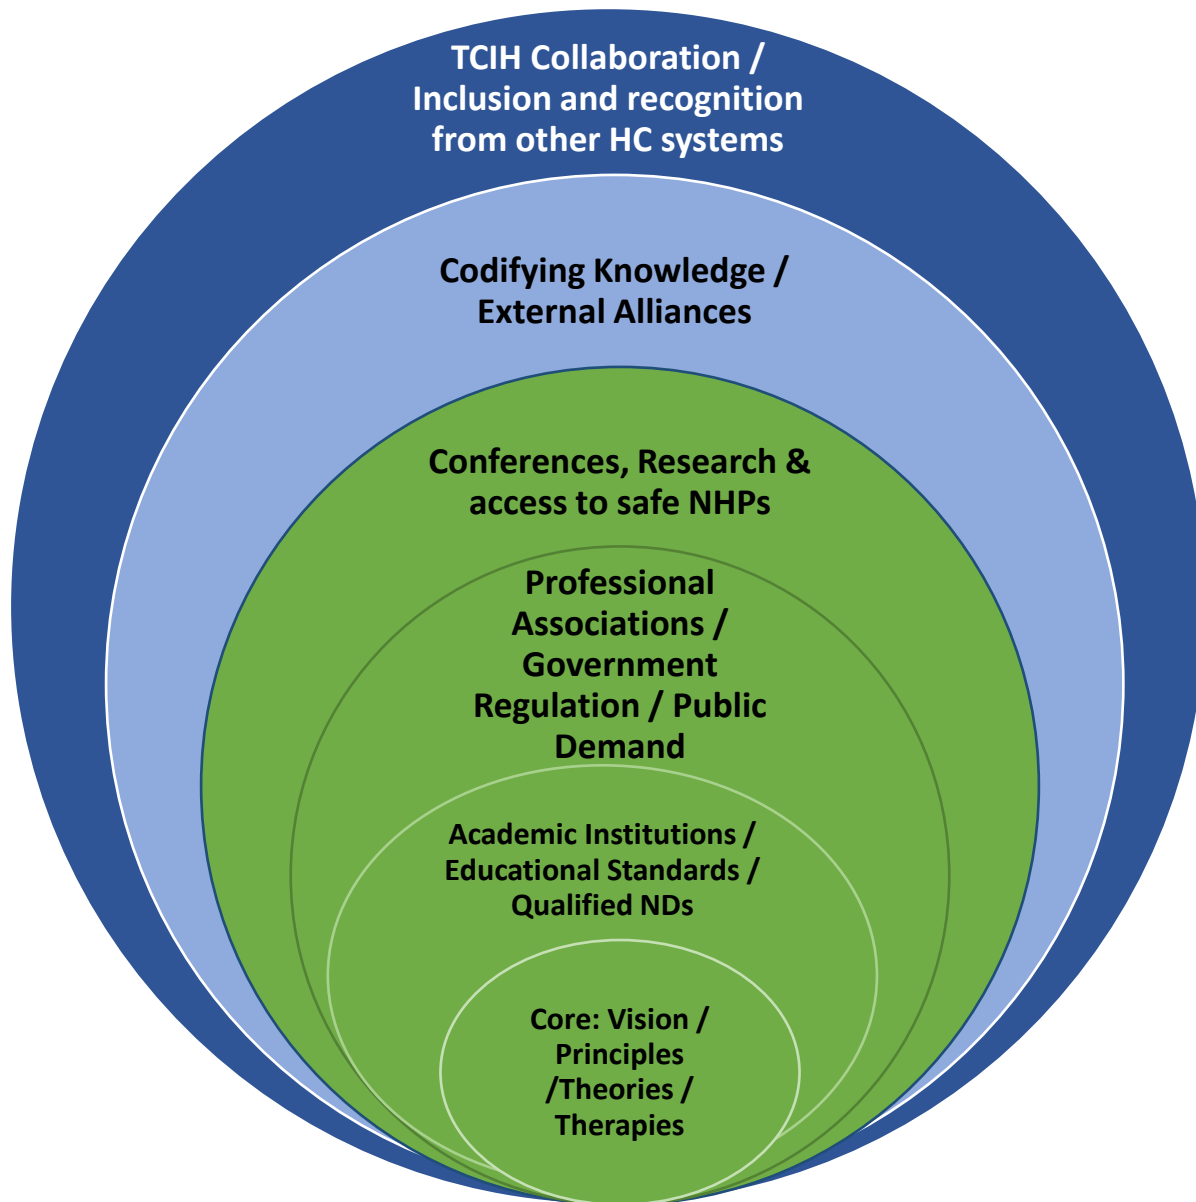 TCIH Collaboration /
Inclusion and recognition
from other HC systems
Codifying Knowledge /
External Alliances
Conferences, Research &
access to safe NHPs
Professional
Associations /
Government
Regulation / Public
Demand
Academic Institutions /
Educational Standards /
Qualified NDs
Core: Vision /
Principles
/Theories /
Therapies